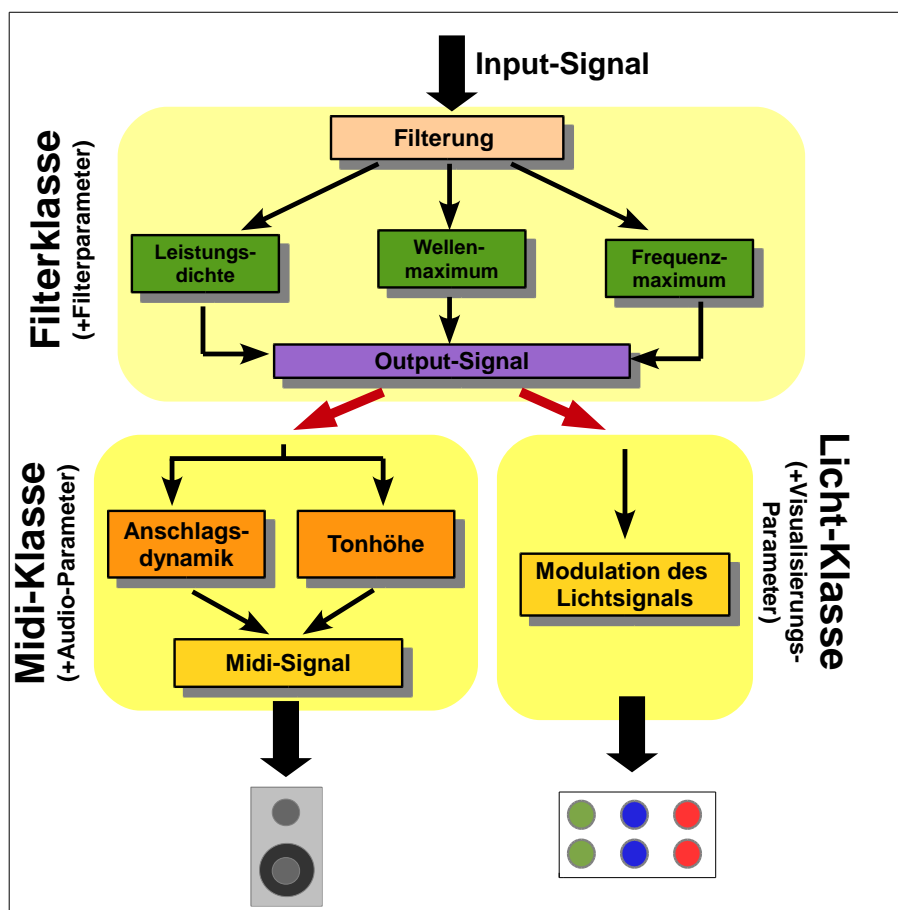 Input-Signal
Filterklasse
(+Filterparameter)
Filterung
Leistungs-
dichte
Wellen-
maximum
Frequenz-
maximum
Output-Signal
Midi-Klasse
(+Audio-Parameter)
Anschlags-
dynamik
Tonhöhe
Midi-Signal
Licht-Klasse
(+Visualisierungs-
Parameter)
Modulation des
Lichtsignals